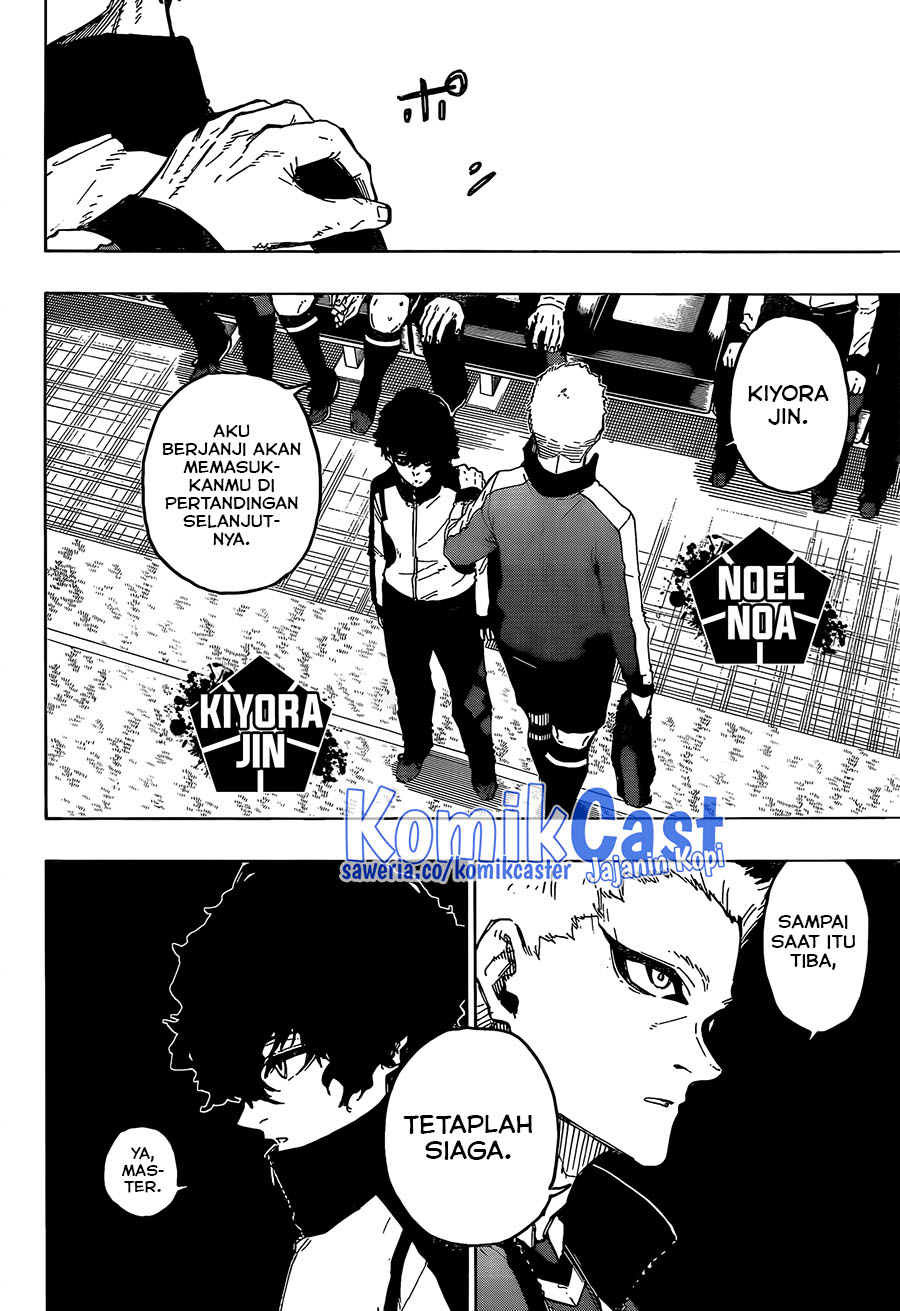 ポ
KIYORA
JIN.
AKU
BERJANJI AKAN
MEMASUK-
KANMU DI
PERTANDINGAN
SELANJUT-
NYA.
NOEL
NOA
KIYORA
JIN
KomikCast
saweria.co/komikcaster Jajanin Kopi
SAMPAI
SAAT ITU
TIBA,
TETAPLAH
SIAGA.
YA,
MAS-
TER.